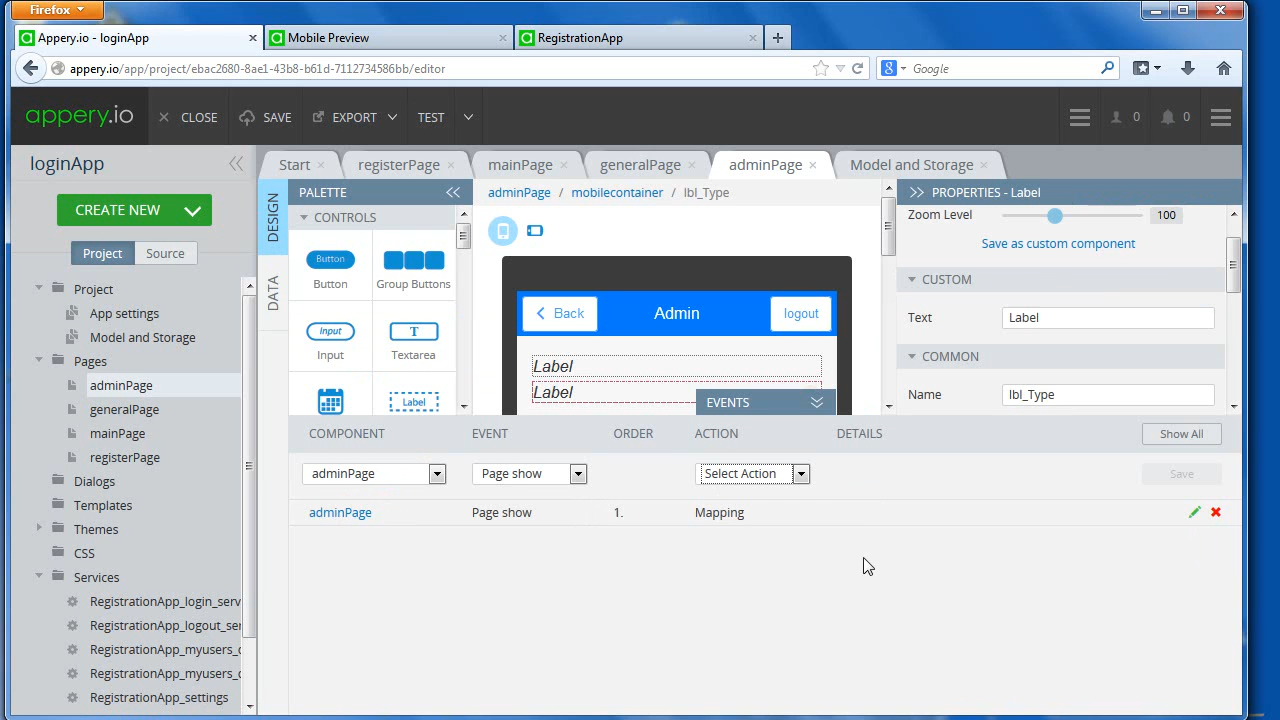 Firefox
Appery.io - loginApp
Mobile Preview
RegistrationApp
appery.io/app/project/ebac2680-8ae1-43b8-b61d-7112734586bb/editor
Google
appery.io
CLOSE
SAVE
EXPORT
TEST
0
0
loginApp
Start
registerPage
mainPage
generalPage
adminPage
Model and Storage
CREATE NEW
Project
Source
Project
App settings
Model and Storage
Pages
adminPage
generalPage
mainPage
registerPage
Dialogs
Templates
Themes
CSS
Services
RegistrationApp_login_serv
RegistrationApp_logout_se
RegistrationApp_myusers_
RegistrationApp_myusers_
RegistrationApp_settings
DESIGN
DATA
PALETTE
CONTROLS
Button
Button
Group Buttons
Input
Input
T
Textarea
Label
adminPage / mobilecontainer / lbl_Type
Back
Admin
logout
Label
Label
EVENTS
PROPERTIES - Label
Zoom Level
100
Save as custom component
CUSTOM
Text
Label
COMMON
Name
lbl_Type
COMPONENT
EVENT
ORDER
ACTION
DETAILS
Show All
adminPage
Page show
Select Action
Save
adminPage
Page show
1.
Mapping